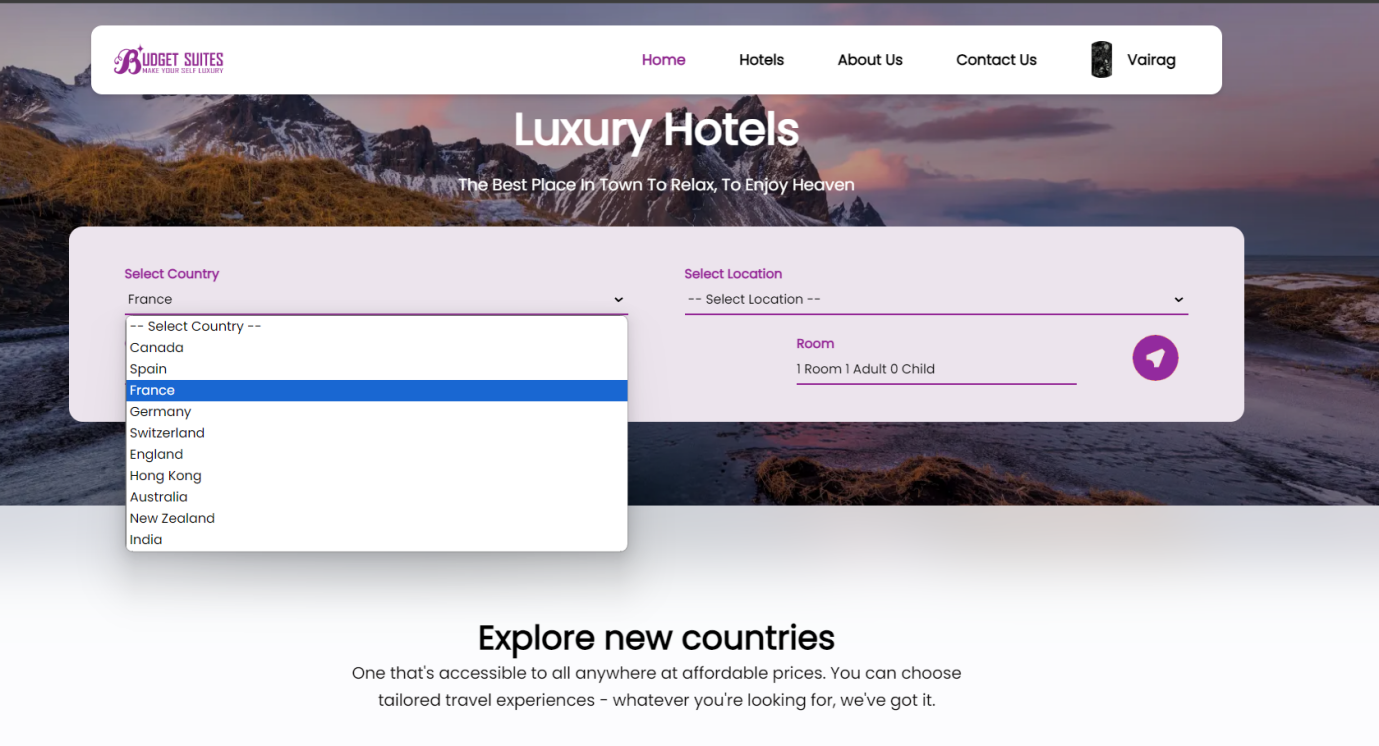 BUDGET SUITES
MAKE YOUR SELF LUXURY
Home
Hotels
About Us
Contact Us
Vairag
Luxury Hotels
The Best Place In Town To Relax, To Enjoy Heaven
Select Country
France
-- Select Country --
Canada
Spain
France
Germany
Switzerland
England
Hong Kong
Australia
New Zealand
India
Select Location
-- Select Location --
Room
1 Room 1 Adult 0 Child
Explore new countries
One that's accessible to all anywhere at affordable prices. You can choose
tailored travel experiences - whatever you're looking for, we've got it.